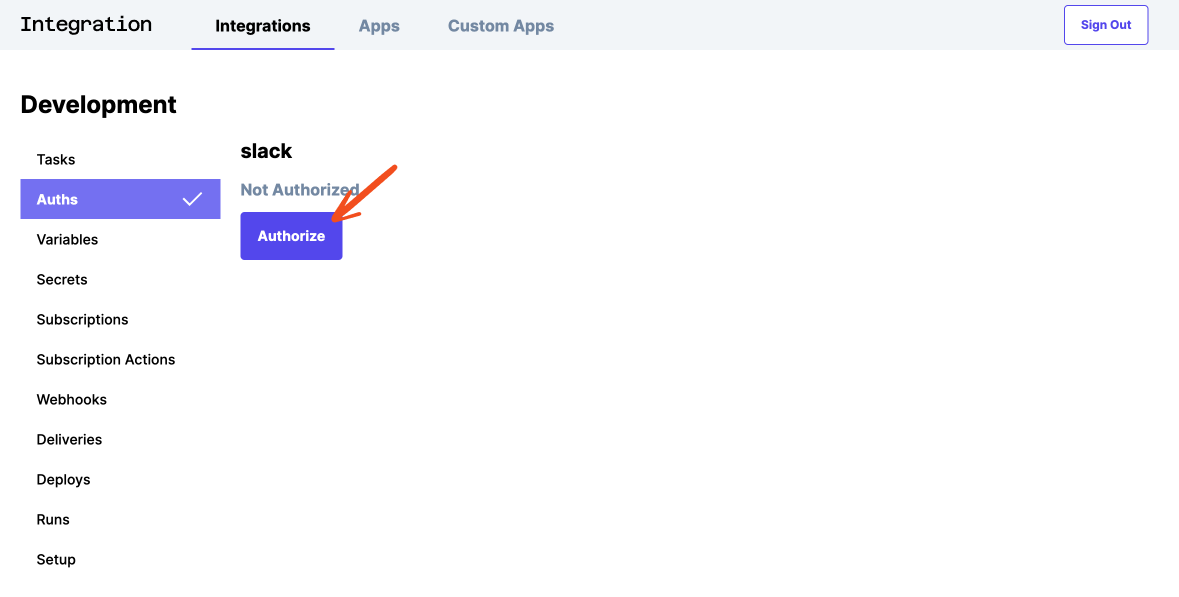 Integration
Integrations
Apps
Custom Apps
Sign Out
Development
Tasks
Auths
Variables
Secrets
Subscriptions
Subscription Actions
Webhooks
Deliveries
Deploys
Runs
Setup
slack
Not Authorized
Authorize